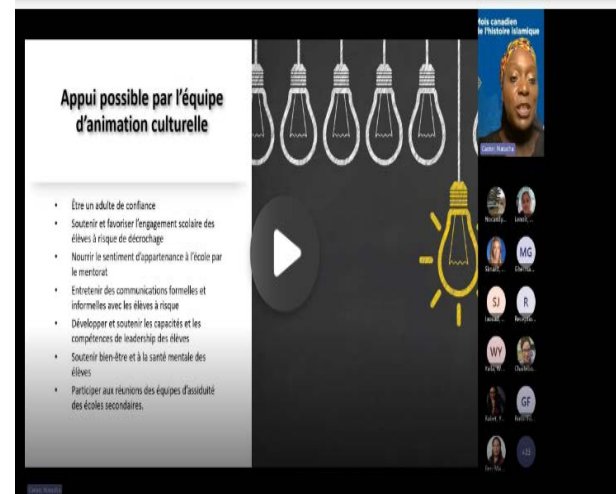 Appui possible par l'équipe
d'animation culturelle
• Être un adulte de confiance
• Soutenir et favoriser l'engagement scolaire des
élèves à risque de décrochage
• Nourrir le sentiment d'appartenance à l'école par
le mentorat
• Entretenir des communications formelles et
informelles avec les élèves à risque
• Développer et soutenir les capacités et les
compétences de leadership des élèves
• Soutenir bien-être et à la santé mentale des
élèves
• Participer aux réunions des équipes d'assiduité
des écoles secondaires.
Mois canadien
de l'histoire islamique
MG
SJ
R
WY
GF